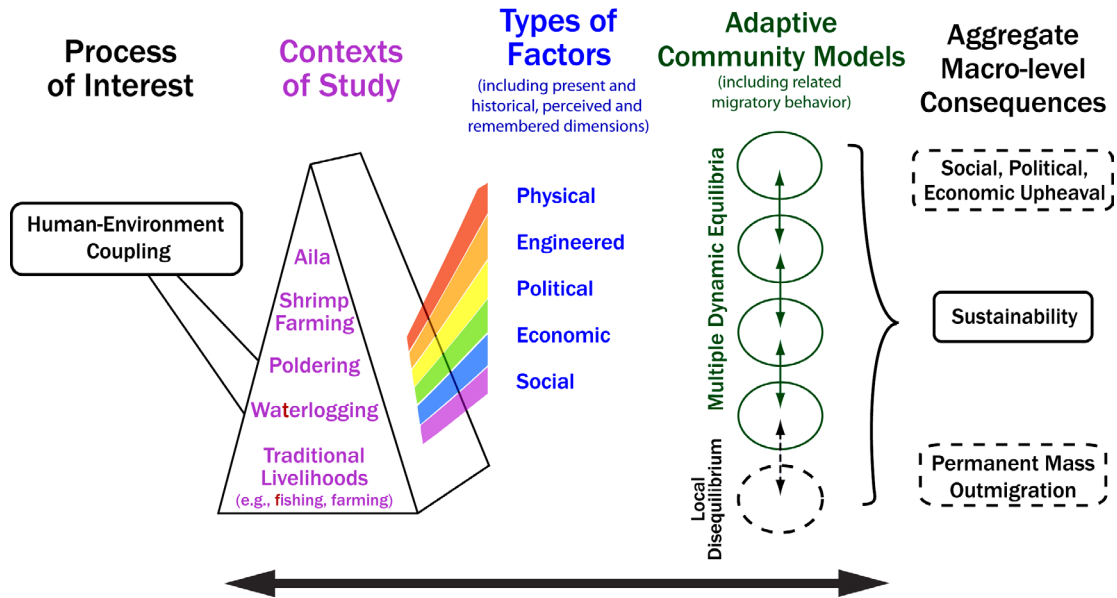 Process
of Interest
Contexts
of Study
Types of
Factors
(including present and
historical, perceived and
remembered dimensions)
Adaptive
Community Models
(including related
migratory behavior)
Aggregate
Macro-level
Consequences
Human-Environment
Coupling
Aila
Shrimp
Farming
Poldering
Waterlogging
Traditional
Livelihoods
(e.g., fishing, farming)
Physical
Engineered
Political
Economic
Social
Multiple Dynamic Equilibria
Local
Disequilibrium
Social, Political,
Economic Upheaval
Sustainability
Permanent Mass
Outmigration